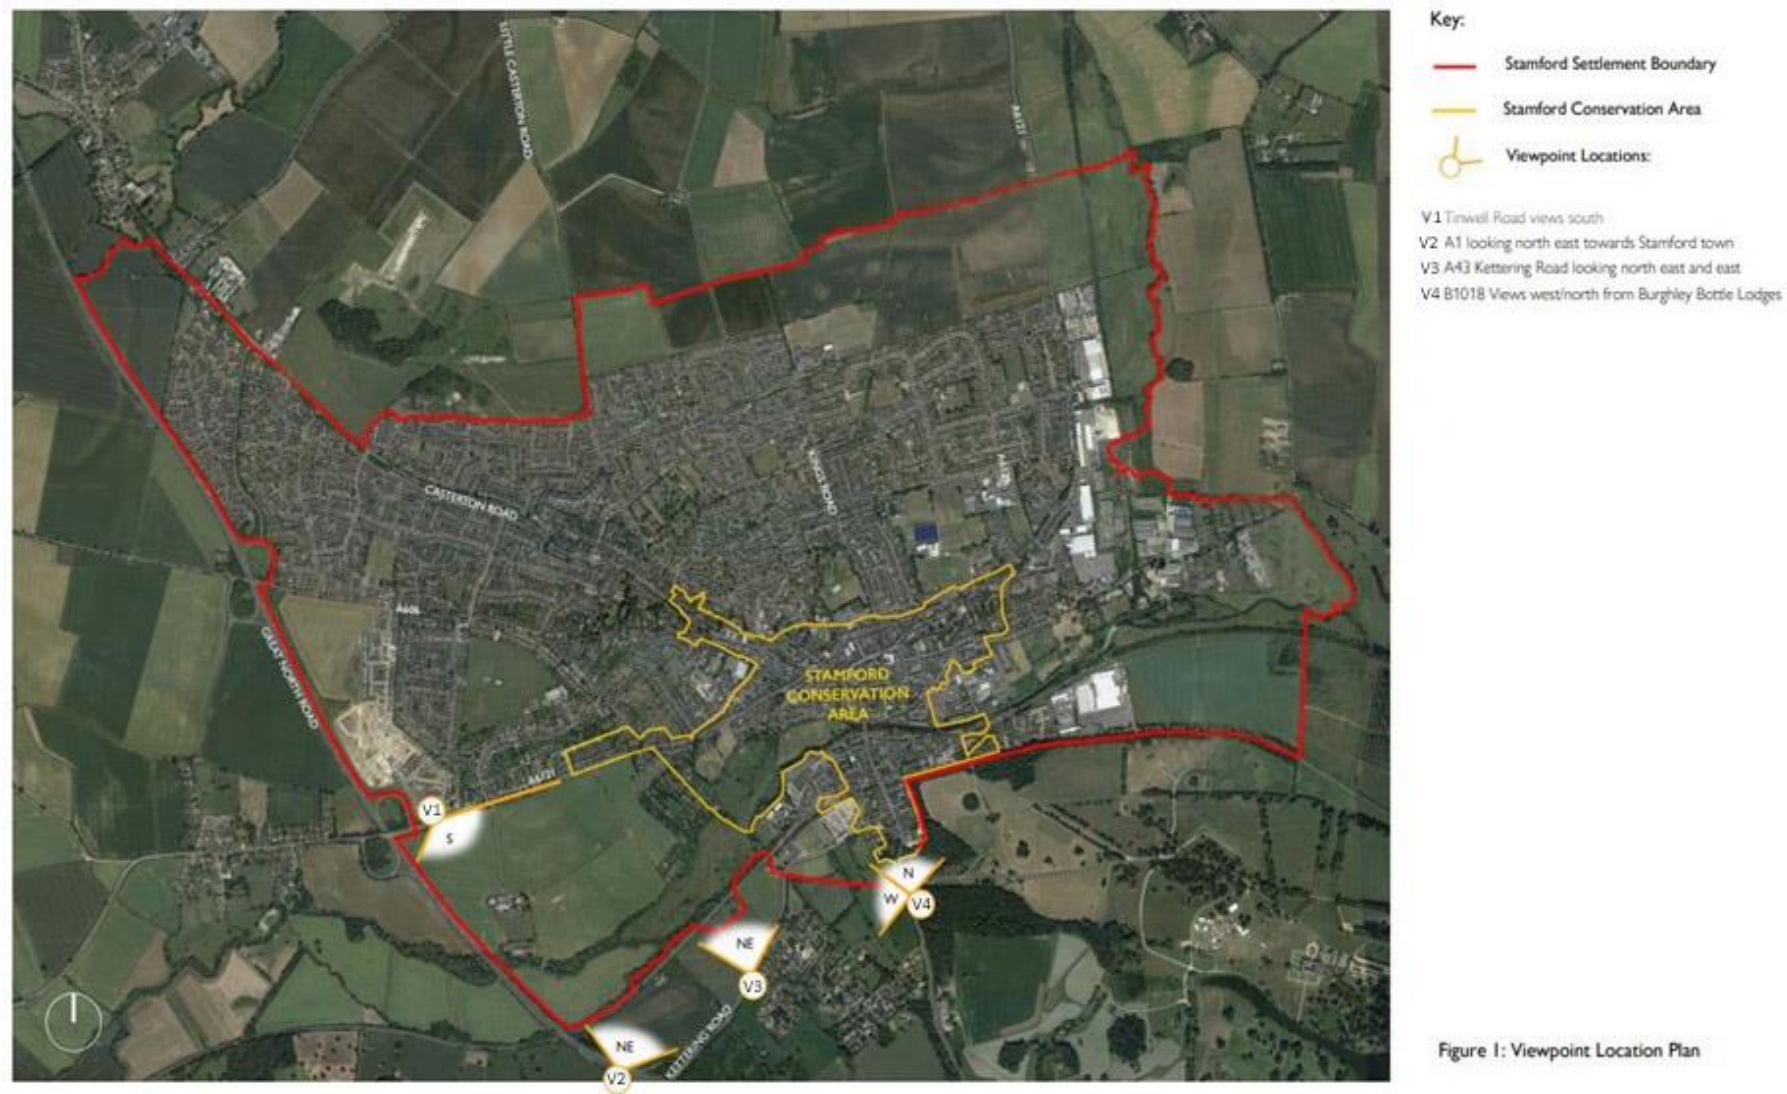 Key:
Stamford Settlement Boundary
Stamford Conservation Area
Viewpoint Locations:
V1 Tinwell Road views south
V2 A1 looking north east towards Stamford town
V3 A43 Kettering Road looking north east and east
V4 B1018 Views west/north from Burghley Bottle Lodges
LITTLE CASTERTON ROAD
A6121
CASTERTON ROAD
KINGS ROAD
A6121
A606
GREAT NORTH ROAD
STAMFORD
CONSERVATION
AREA
A6121
V1
S
N
W
V4
NE
V3
NE
V2
KETTERING ROAD
Figure 1: Viewpoint Location Plan